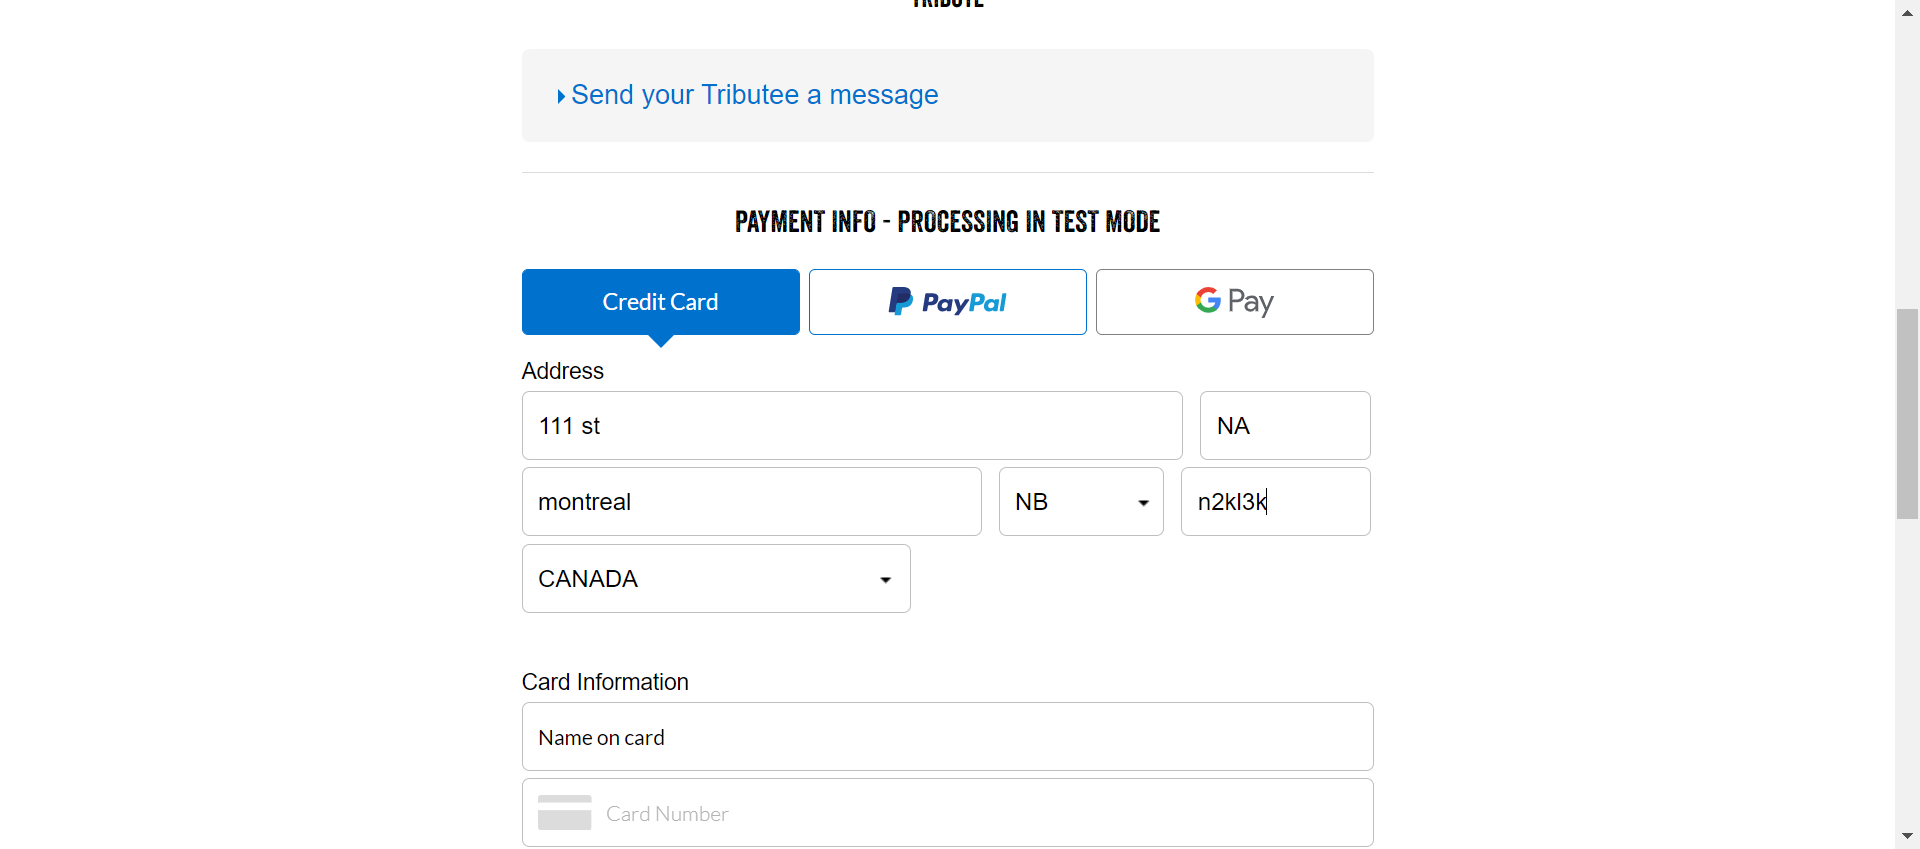 TRIBUTE
Send your Tributee a message
PAYMENT INFO - PROCESSING IN TEST MODE
Credit Card
PayPal
G Pay
Address
111 st
NA
montreal
NB
n2kl3k
CANADA
Card Information
Name on card
Card Number